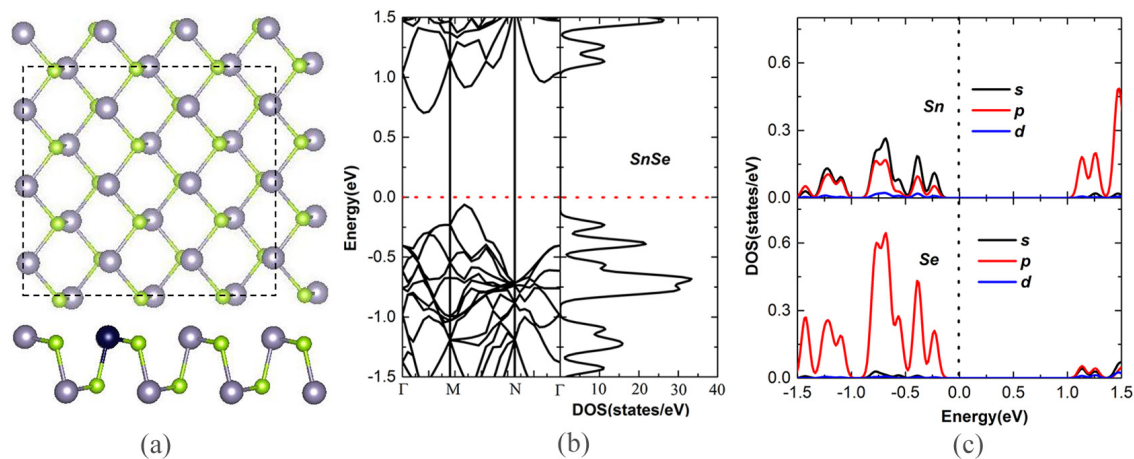 1.5
1.0
0.5
0.0
-0.5
-1.0
-1.5
Energy(eV)
SnSe
Γ M N Γ 10 20 30 40
DOS(states/eV)
0.6
0.3
0.0
0.6
0.3
0.0
DOS(states/eV)
Sn
s
p
d
Se
s
p
d
-1.5 -1.0 -0.5 0.0 0.5 1.0 1.5
Energy(eV)
(a) (b) (c)